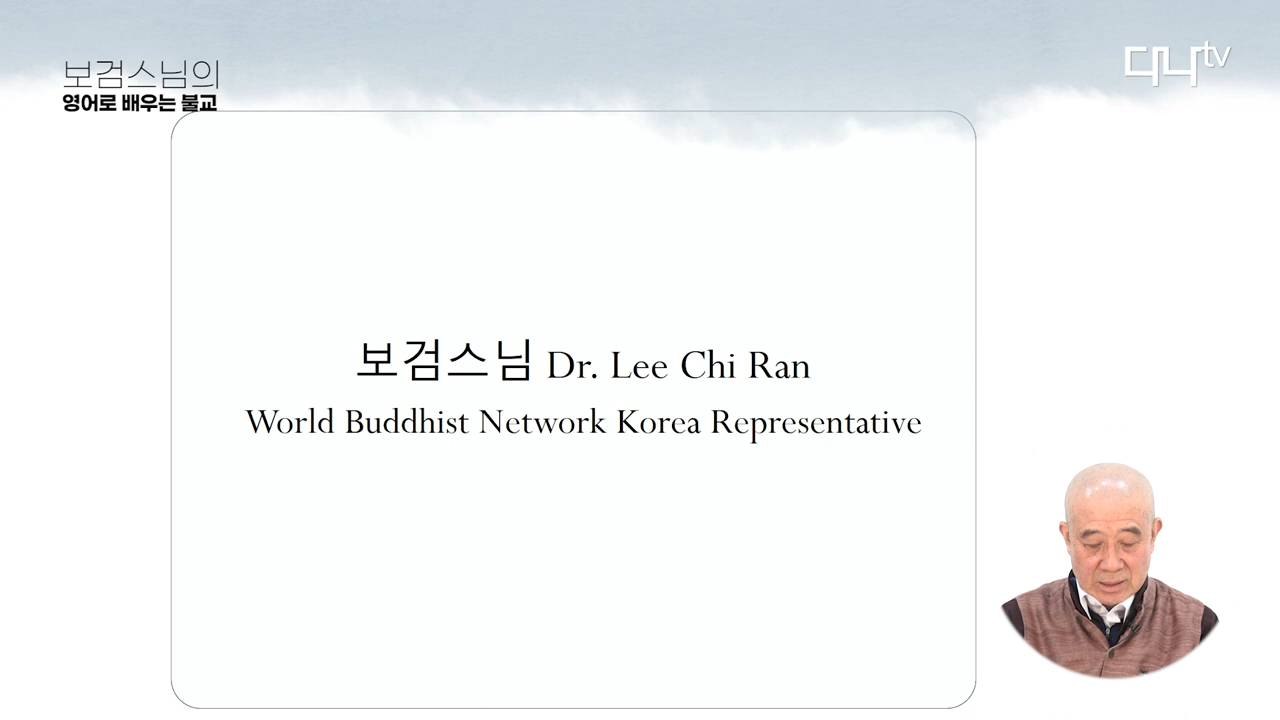 보검스님의
영어로 배우는 불교
다나tv
보검스님 Dr. Lee Chi Ran
World Buddhist Network Korea Representative